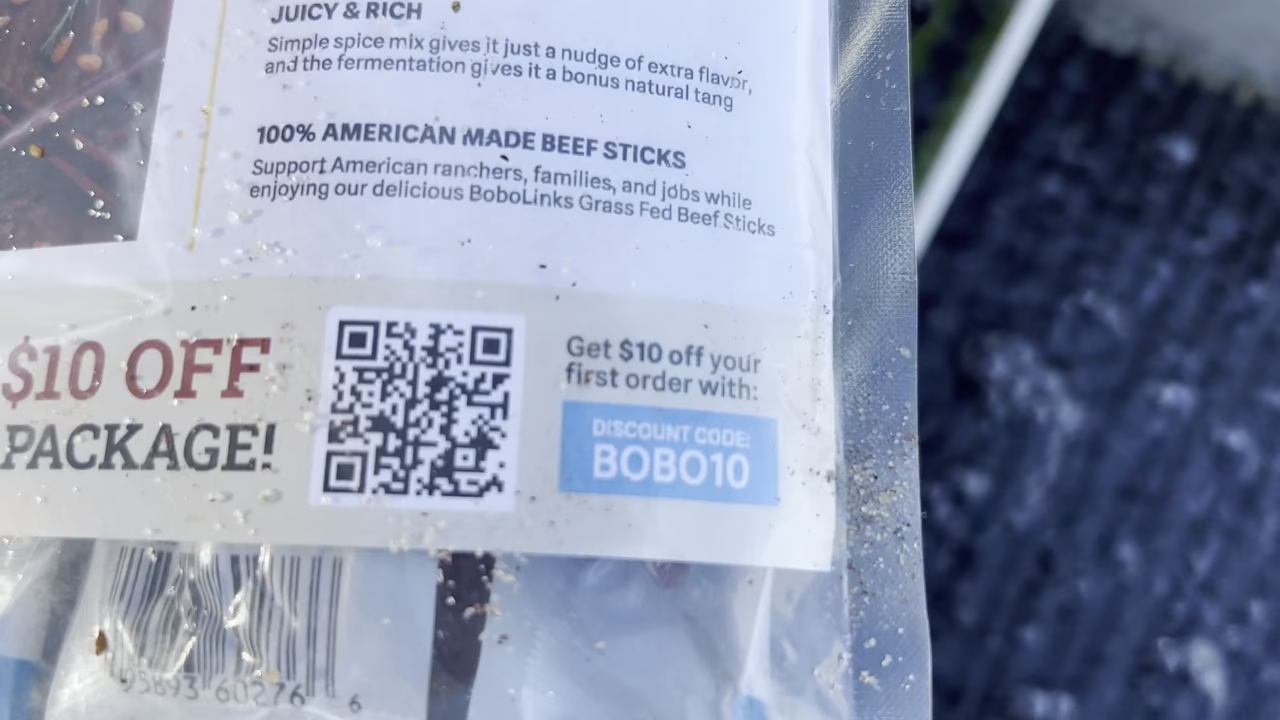 JUICY & RICH
Simple spice mix gives it just a nudge of extra flavor,
and the fermentation gives it a bonus natural tang
100% AMERICAN MADE BEEF STICKS
Support American ranchers, families, and jobs while
enjoying our delicious BoboLinks Grass Fed Beef Sticks
$10 OFF
PACKAGE!
Get $10 off your
first order with:
DISCOUNT CODE:
BOBO10
95893 60276 6